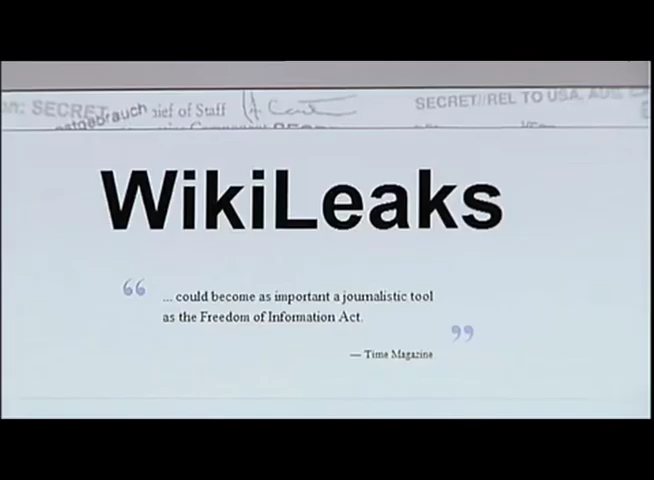 SECRET
ief of Staff
SECRET//REL TO USA, AUS
WikiLeaks
“ ... could become as important a journalistic tool
as the Freedom of Information Act. ”
— Time Magazine